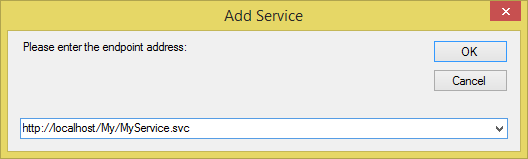 Add Service
Please enter the endpoint address:
OK
Cancel
http://localhost/My/MyService.svc